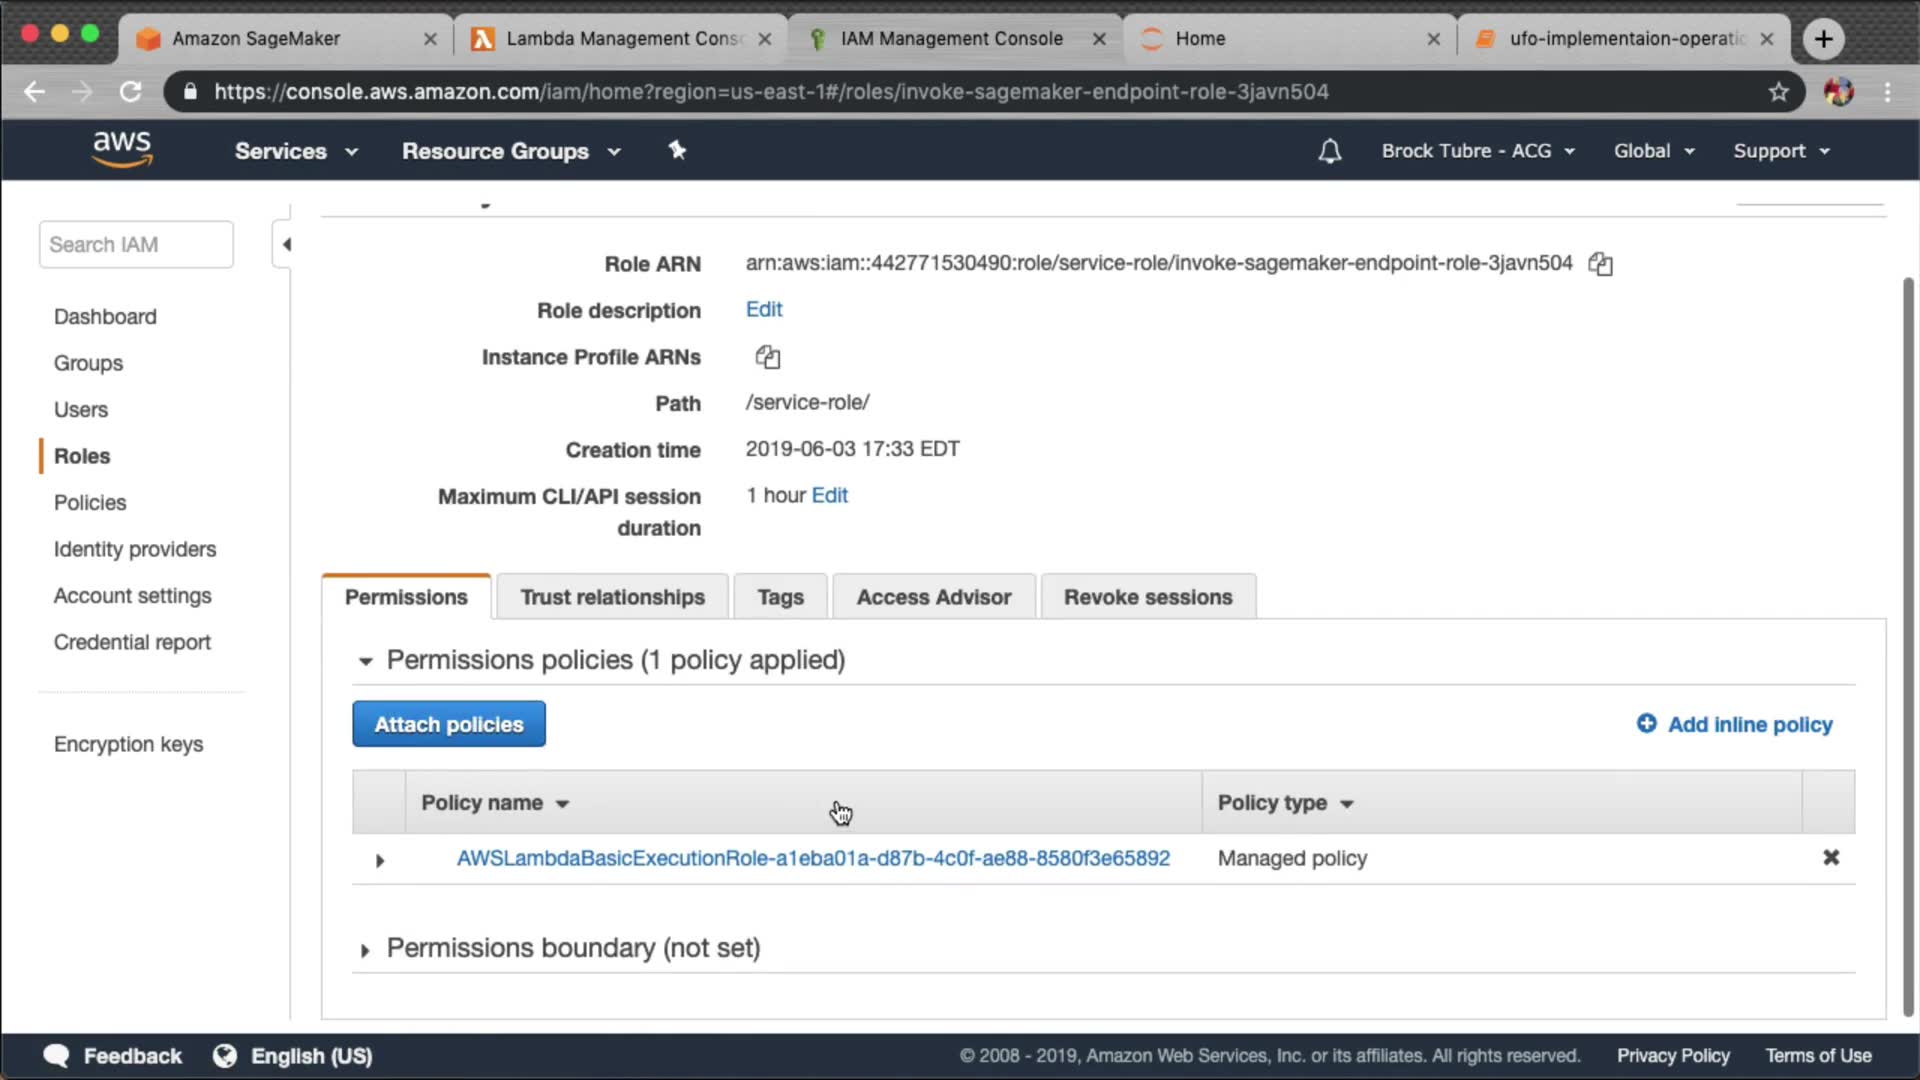 Amazon SageMaker
Lambda Management Cons
IAM Management Console
Home
ufo-implementaion-operati
https://console.aws.amazon.com/iam/home?region=us-east-1#/roles/invoke-sagemaker-endpoint-role-3javn504
aws
Services
Resource Groups
Brock Tubre - ACG
Global
Support
Search IAM
Dashboard
Groups
Users
Roles
Policies
Identity providers
Account settings
Credential report
Encryption keys
Role ARN arn:aws:iam::442771530490:role/service-role/invoke-sagemaker-endpoint-role-3javn504
Role description Edit
Instance Profile ARNs
Path /service-role/
Creation time 2019-06-03 17:33 EDT
Maximum CLI/API session 1 hour Edit
duration
Permissions
Trust relationships
Tags
Access Advisor
Revoke sessions
Permissions policies (1 policy applied)
Attach policies
Add inline policy
Policy name
Policy type
AWSLambdaBasicExecutionRole-a1eba01a-d87b-4c0f-ae88-8580f3e65892
Managed policy
Permissions boundary (not set)
Feedback
English (US)
© 2008 - 2019, Amazon Web Services, Inc. or its affiliates. All rights reserved.
Privacy Policy
Terms of Use